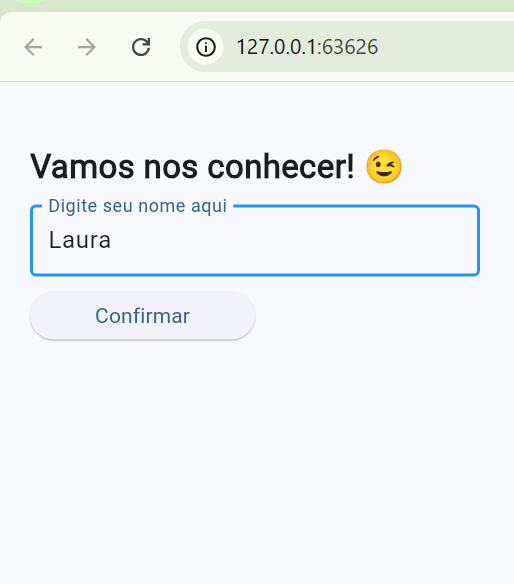 127.0.0.1:63626
Vamos nos conhecer! 😉
Digite seu nome aqui
Laura
Confirmar